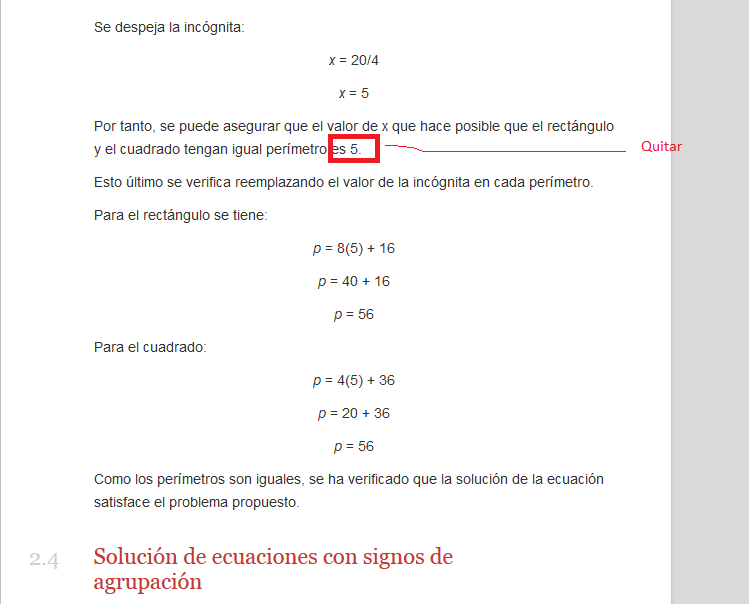 Se despeja la incógnita:
x = 20/4
x = 5
Por tanto, se puede asegurar que el valor de x que hace posible que el rectángulo
y el cuadrado tengan igual perímetro es 5.
Quitar
Esto último se verifica reemplazando el valor de la incógnita en cada perímetro.
Para el rectángulo se tiene:
p = 8(5) + 16
p = 40 + 16
p = 56
Para el cuadrado:
p = 4(5) + 36
p = 20 + 36
p = 56
Como los perímetros son iguales, se ha verificado que la solución de la ecuación
satisface el problema propuesto.
2.4 Solución de ecuaciones con signos de
agrupación